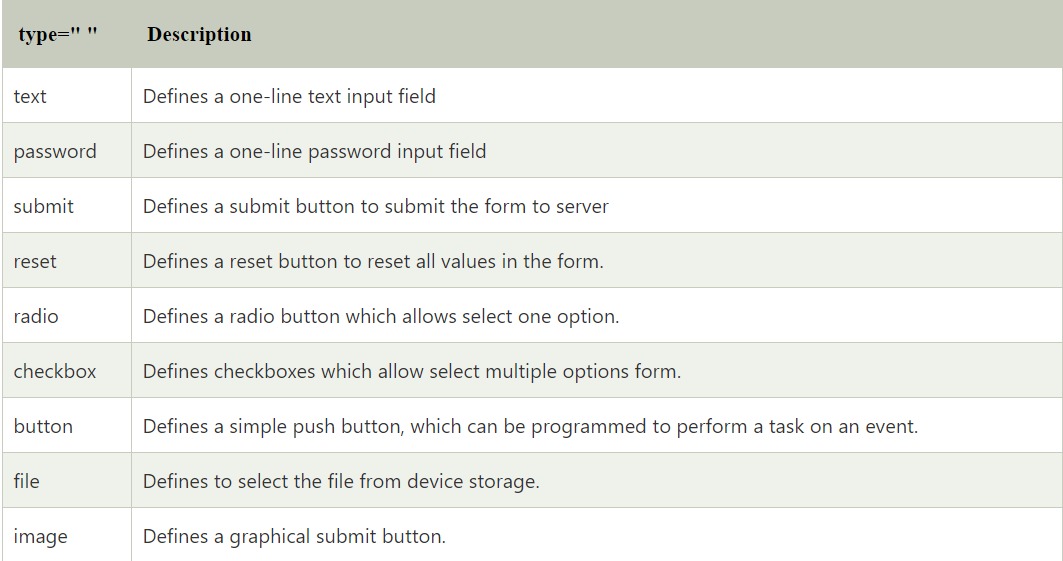 type=" " Description
text Defines a one-line text input field
password Defines a one-line password input field
submit Defines a submit button to submit the form to server
reset Defines a reset button to reset all values in the form.
radio Defines a radio button which allows select one option.
checkbox Defines checkboxes which allow select multiple options form.
button Defines a simple push button, which can be programmed to perform a task on an event.
file Defines to select the file from device storage.
image Defines a graphical submit button.